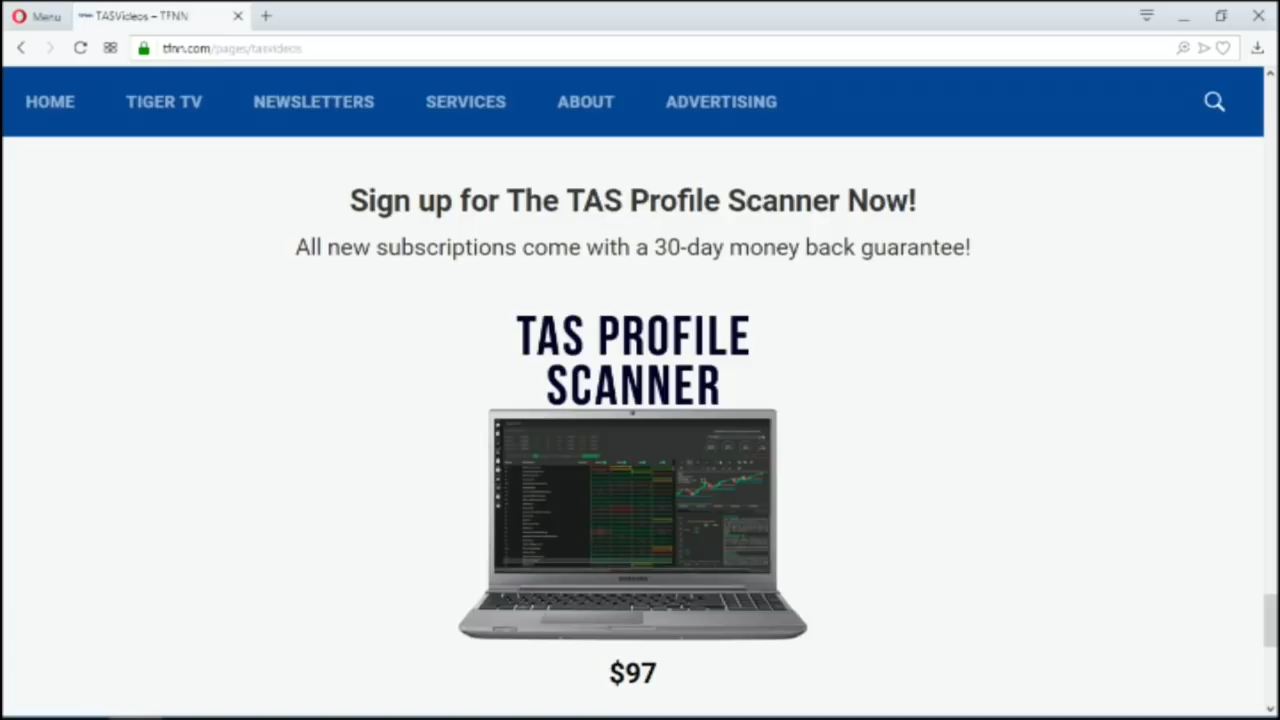 Menu
TASVideos – TFNN
tfnn.com/pages/tasvideos
HOME TIGER TV NEWSLETTERS SERVICES ABOUT ADVERTISING
Sign up for The TAS Profile Scanner Now!
All new subscriptions come with a 30-day money back guarantee!
TAS PROFILE
SCANNER
SAMSUNG
$97